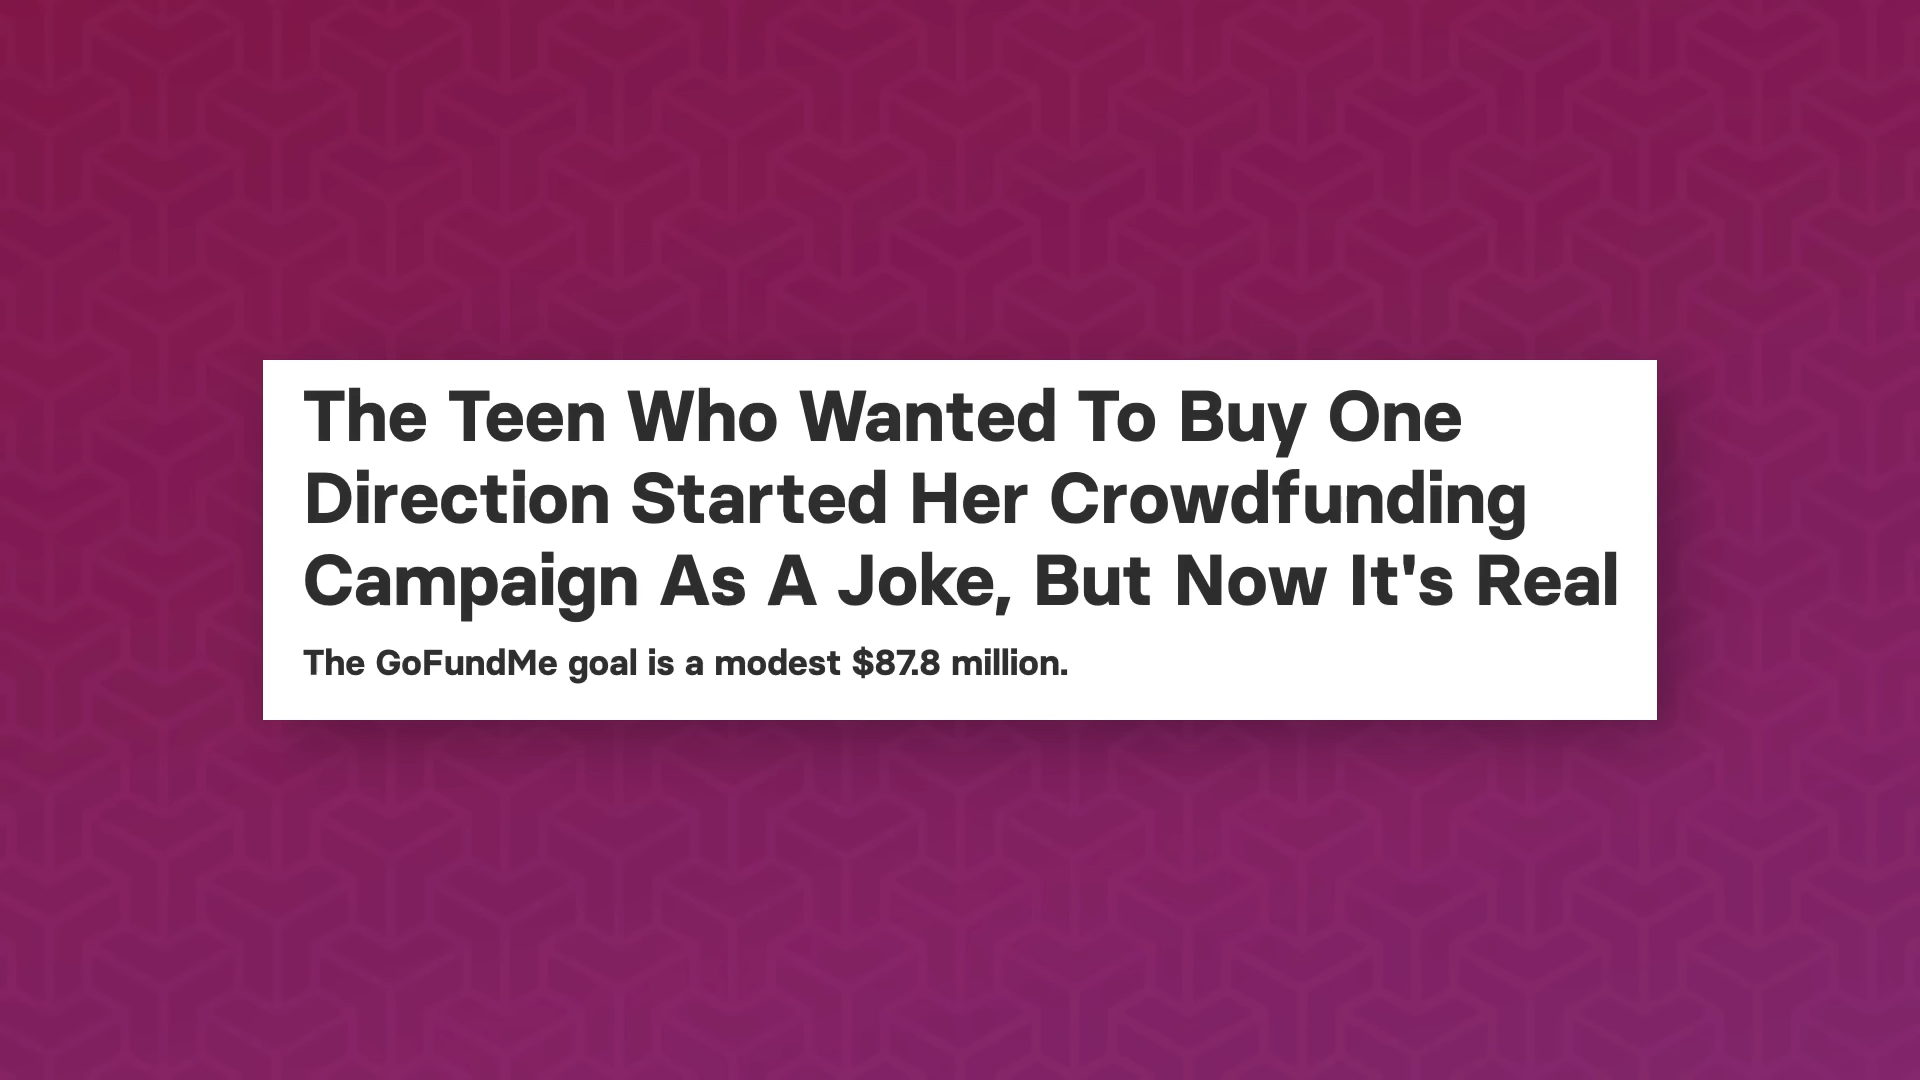 The Teen Who Wanted To Buy One
Direction Started Her Crowdfunding
Campaign As A Joke, But Now It's Real
The GoFundMe goal is a modest $87.8 million.